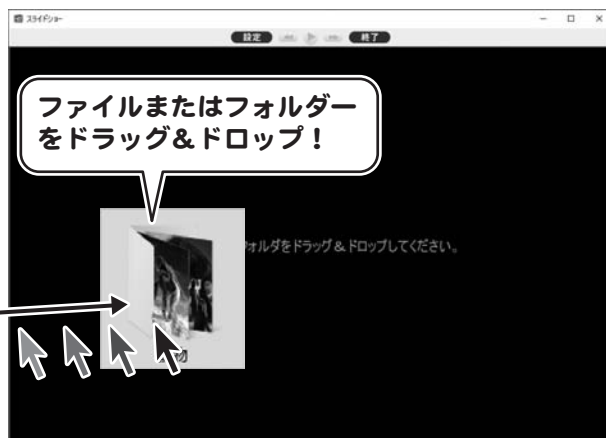 スライドショー
設定
終了
ファイルまたはフォルダー
をドラッグ&ドロップ！
フォルダをドラッグ & ドロップしてください。